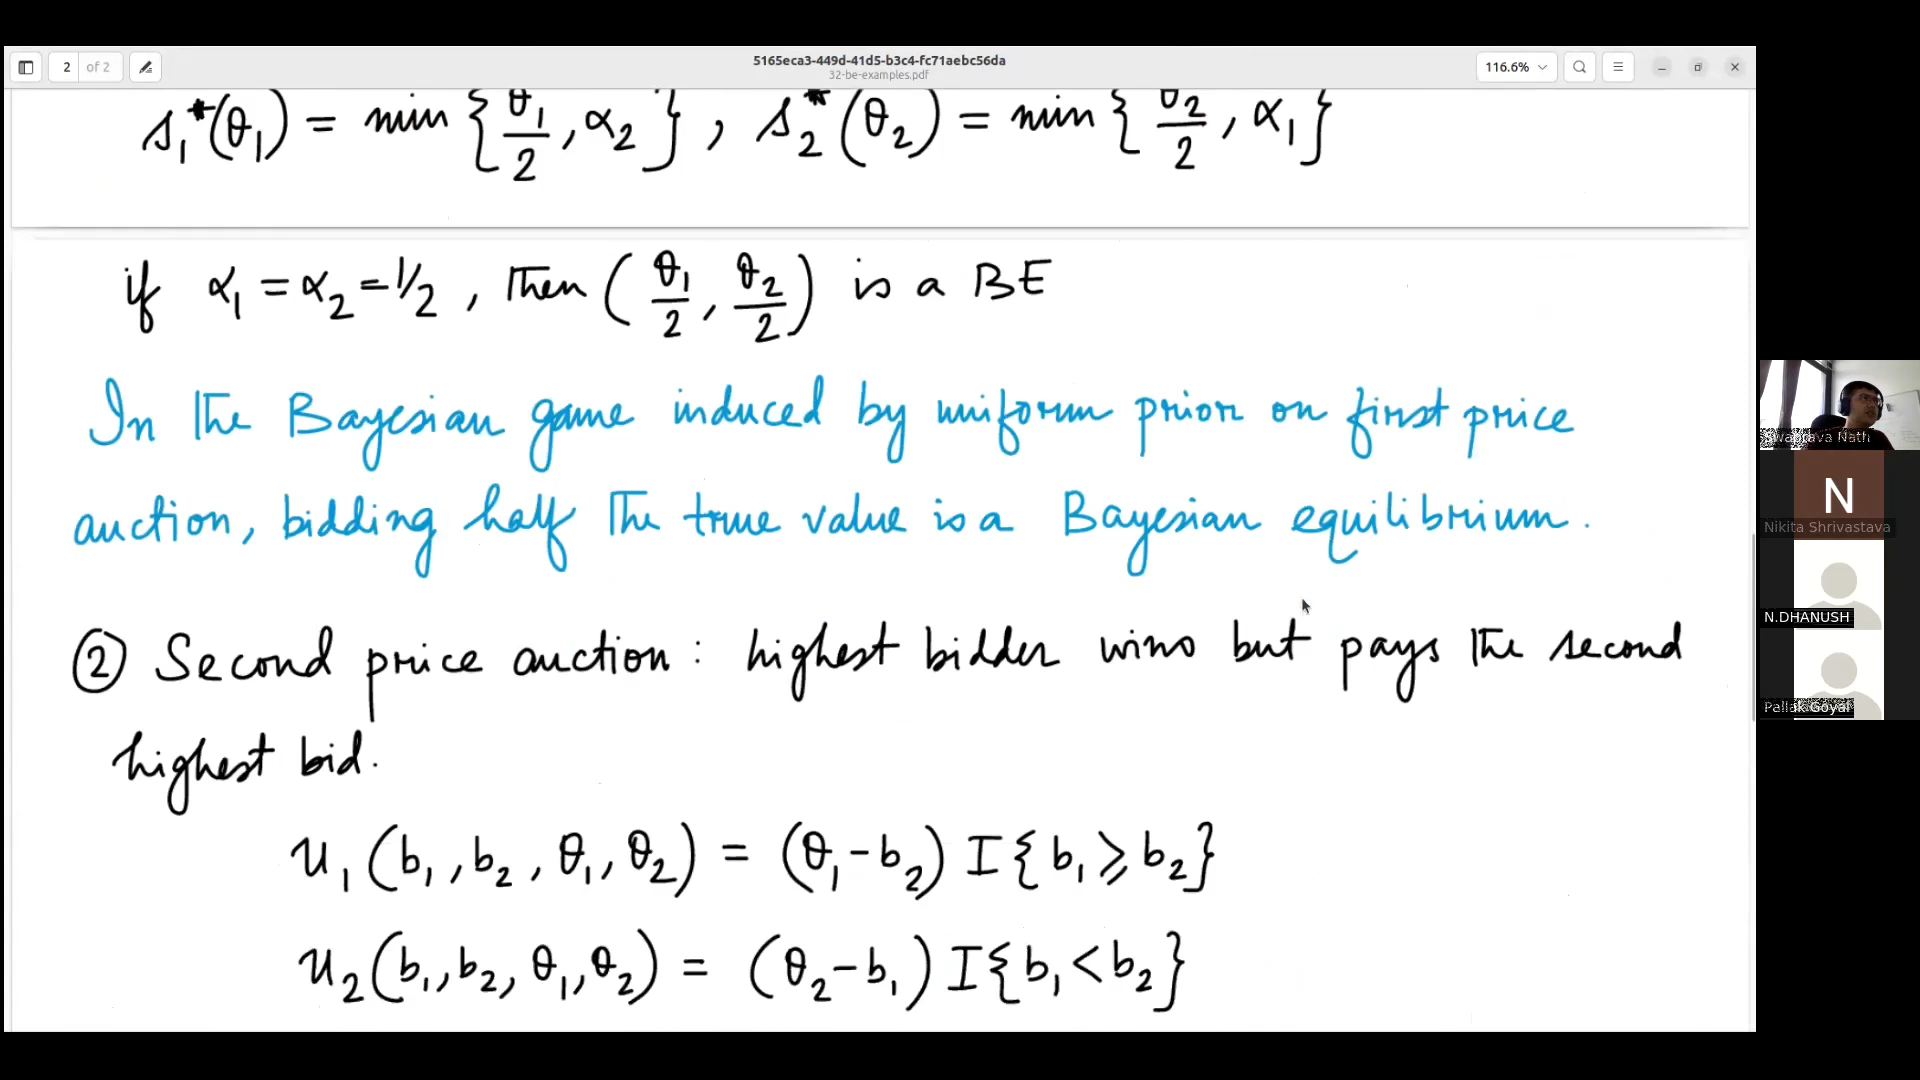 2 of 2
5165eca3-449d-41d5-b3c4-fc71aebc56da
32-be-examples.pdf
116.6%
s₁*(θ₁) = min {θ₁/2, α₂}, s₂*(θ₂) = min {θ₂/2, α₁}
if α₁ = α₂ = 1/2, then (θ₁/2, θ₂/2) is a BE
In the Bayesian game induced by uniform prior on first price
auction, bidding half the true value is a Bayesian equilibrium.
② Second price auction : highest bidder wins but pays the second
highest bid.
u₁(b₁, b₂, θ₁, θ₂) = (θ₁ - b₂) I{b₁ ⩾ b₂}
u₂(b₁, b₂, θ₁, θ₂) = (θ₂ - b₁) I{b₁ < b₂}
Swaprava Nath
N
Nikita Shrivastava
N.DHANUSH
Pallak Goyal